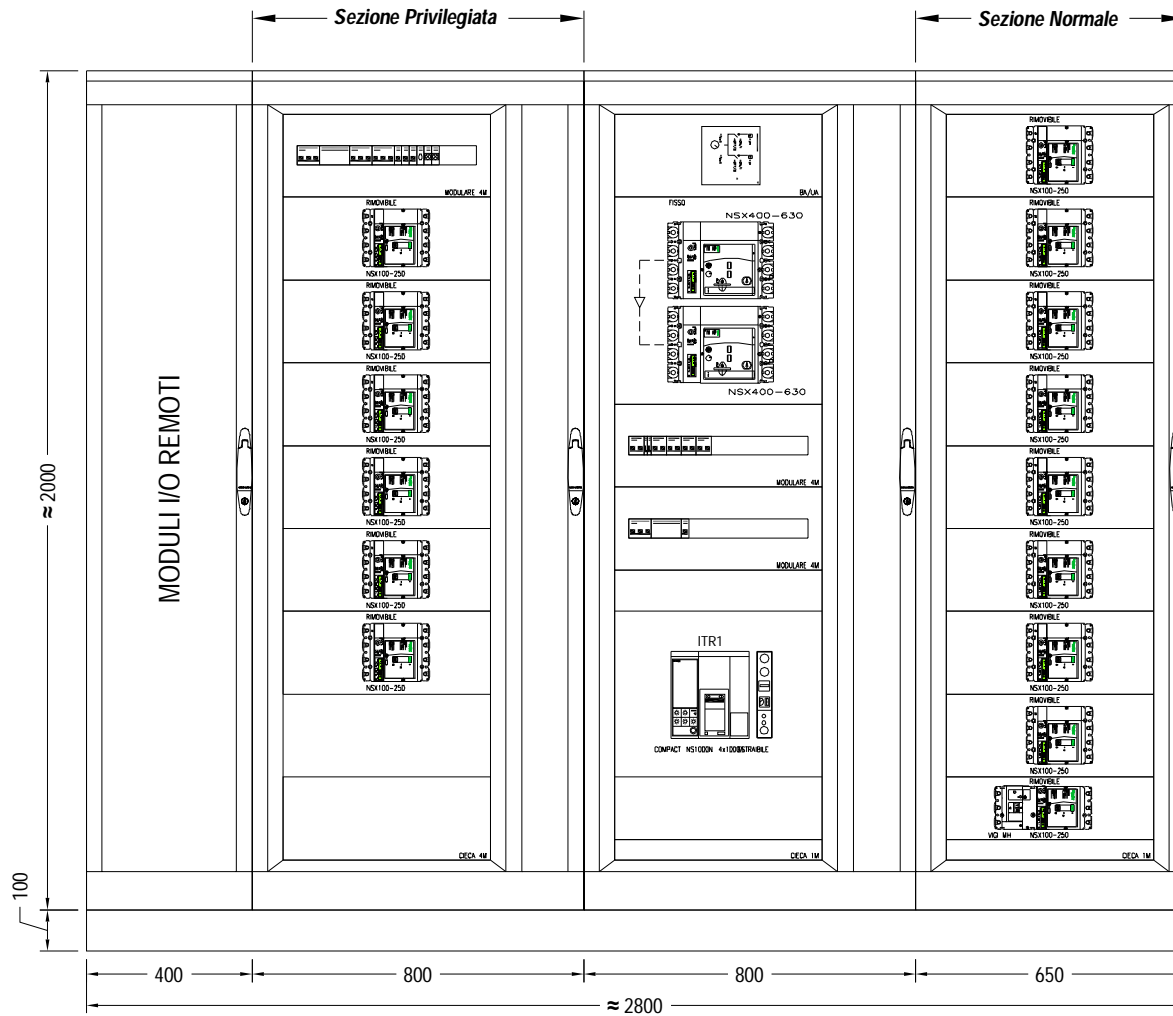 Sezione Privilegiata
Sezione Normale
MODULI I/O REMOTI
≈ 2000
100
MODULARE 4M
RIMOVIBILE
NSX100-250
RIMOVIBILE
NSX100-250
RIMOVIBILE
NSX100-250
RIMOVIBILE
NSX100-250
RIMOVIBILE
NSX100-250
RIMOVIBILE
NSX100-250
CIECA 4M
BA/UA
FISSO
NSX400-630
NSX400-630
MODULARE 4M
MODULARE 4M
ITR1
COMPACT NS1000N
CIECA 1M
RIMOVIBILE
NSX100-250
RIMOVIBILE
NSX100-250
RIMOVIBILE
NSX100-250
RIMOVIBILE
NSX100-250
RIMOVIBILE
NSX100-250
RIMOVIBILE
NSX100-250
RIMOVIBILE
NSX100-250
RIMOVIBILE
NSX100-250
RIMOVIBILE
VIGI MH NSX100-250
CIECA 1M
400
800
800
650
≈ 2800